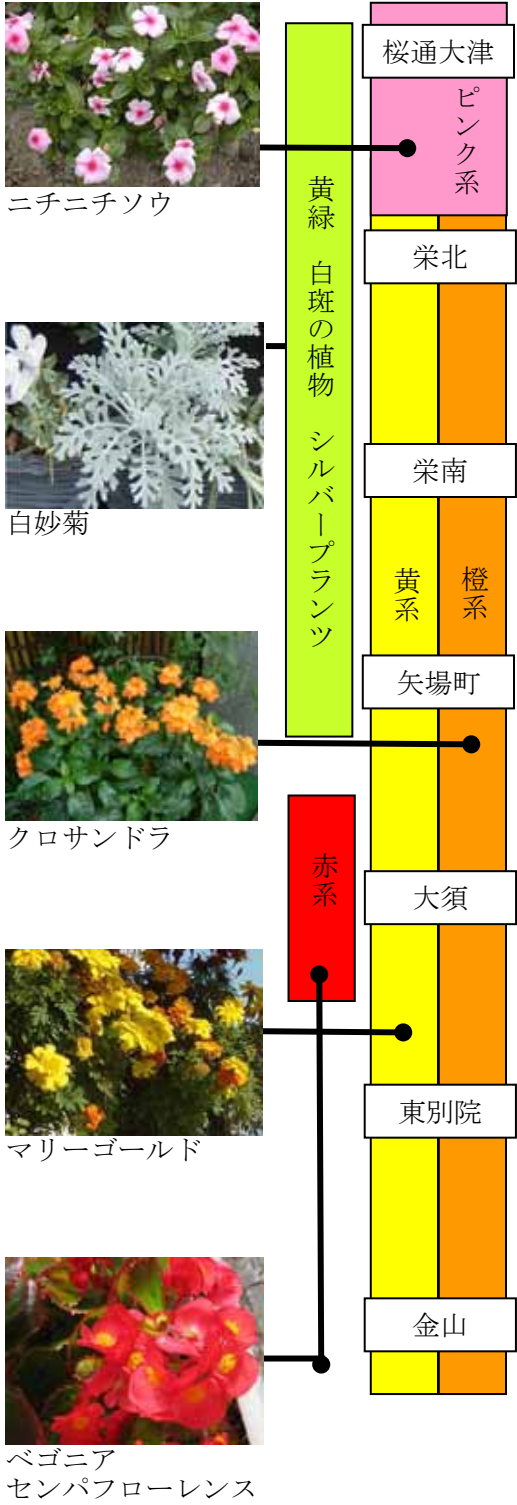 桜通大津
ピンク系
ニチニチソウ
黄緑　白斑の植物　シルバープランツ
栄北
白妙菊
栄南
黄系
橙系
矢場町
クロサンドラ
赤系
大須
マリーゴールド
東別院
金山
ベゴニア
センパフローレンス